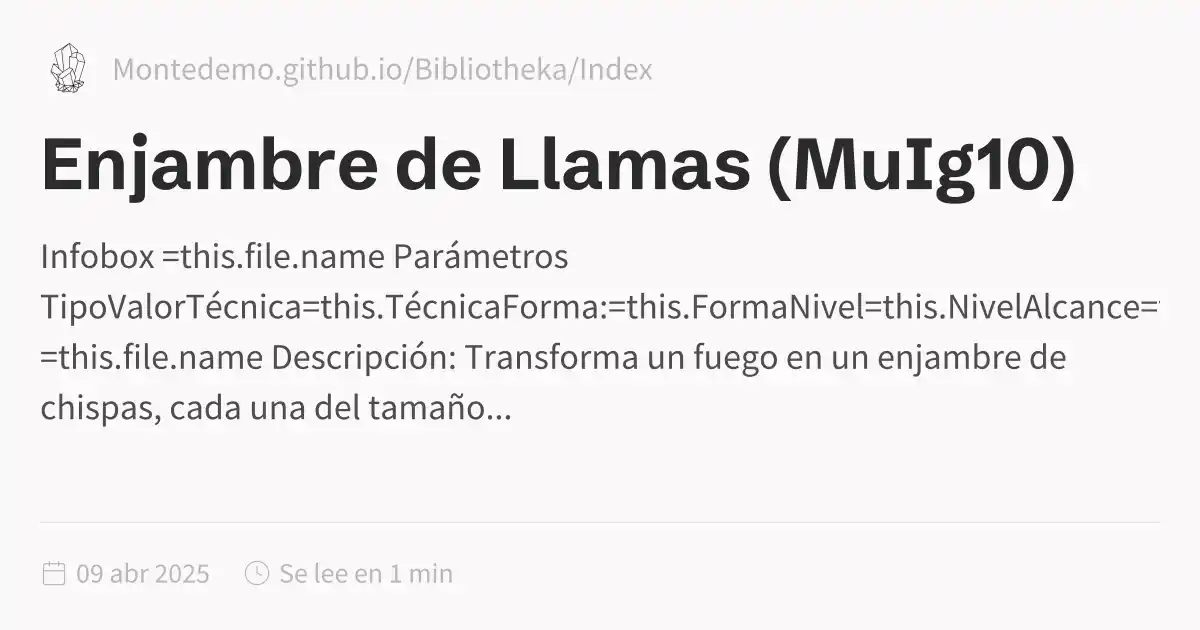 Montedemo.github.io/Bibliotheka/Index
Enjambre de Llamas (MuIg10)
Infobox =this.file.name Parámetros
TipoValorTécnica=this.TécnicaForma:=this.FormaNivel=this.NivelAlcance=
=this.file.name Descripción: Transforma un fuego en un enjambre de
chispas, cada una del tamaño...
09 abr 2025 Se lee en 1 min